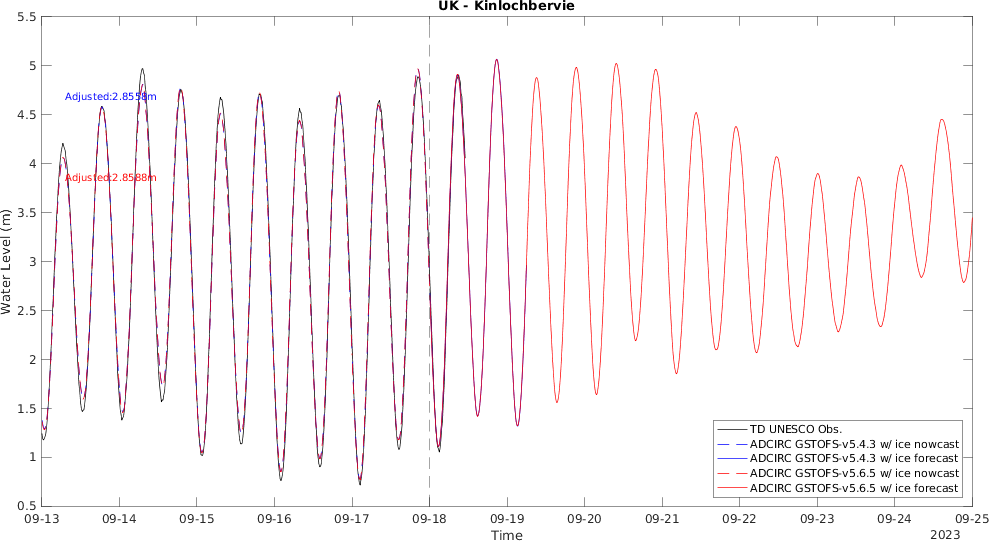 UK - Kinlochbervie
5.5
5
4.5
4
3.5
3
2.5
2
1.5
1
0.5
Water Level (m)
Adjusted:2.8558m
Adjusted:2.8588m
TD UNESCO Obs.
ADCIRC GSTOFS-v5.4.3 w/ ice nowcast
ADCIRC GSTOFS-v5.4.3 w/ ice forecast
ADCIRC GSTOFS-v5.6.5 w/ ice nowcast
ADCIRC GSTOFS-v5.6.5 w/ ice forecast
09-13 09-14 09-15 09-16 09-17 09-18 09-19 09-20 09-21 09-22 09-23 09-24 09-25
Time
2023